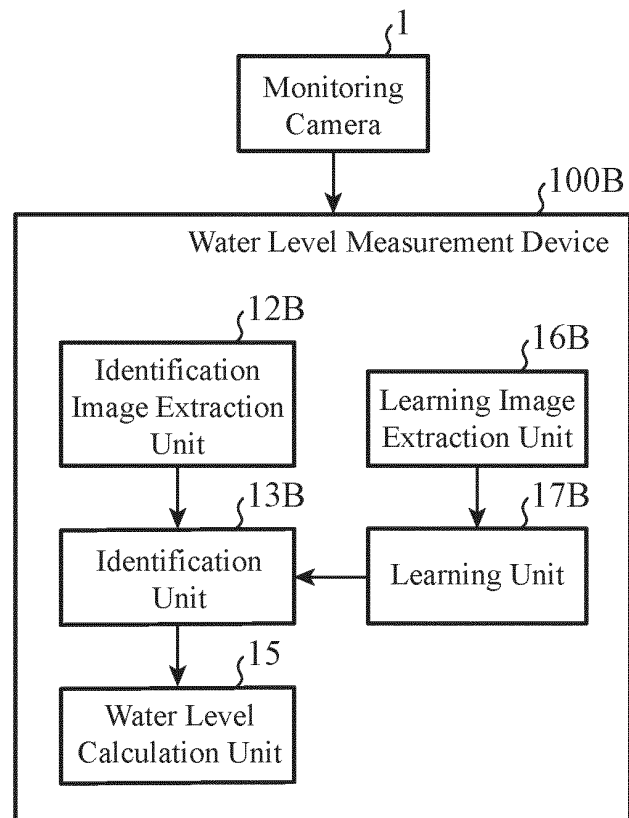 1
Monitoring
Camera
100B
Water Level Measurement Device
12B
Identification
Image Extraction
Unit
16B
Learning Image
Extraction Unit
13B
Identification
Unit
17B
Learning Unit
15
Water Level
Calculation Unit